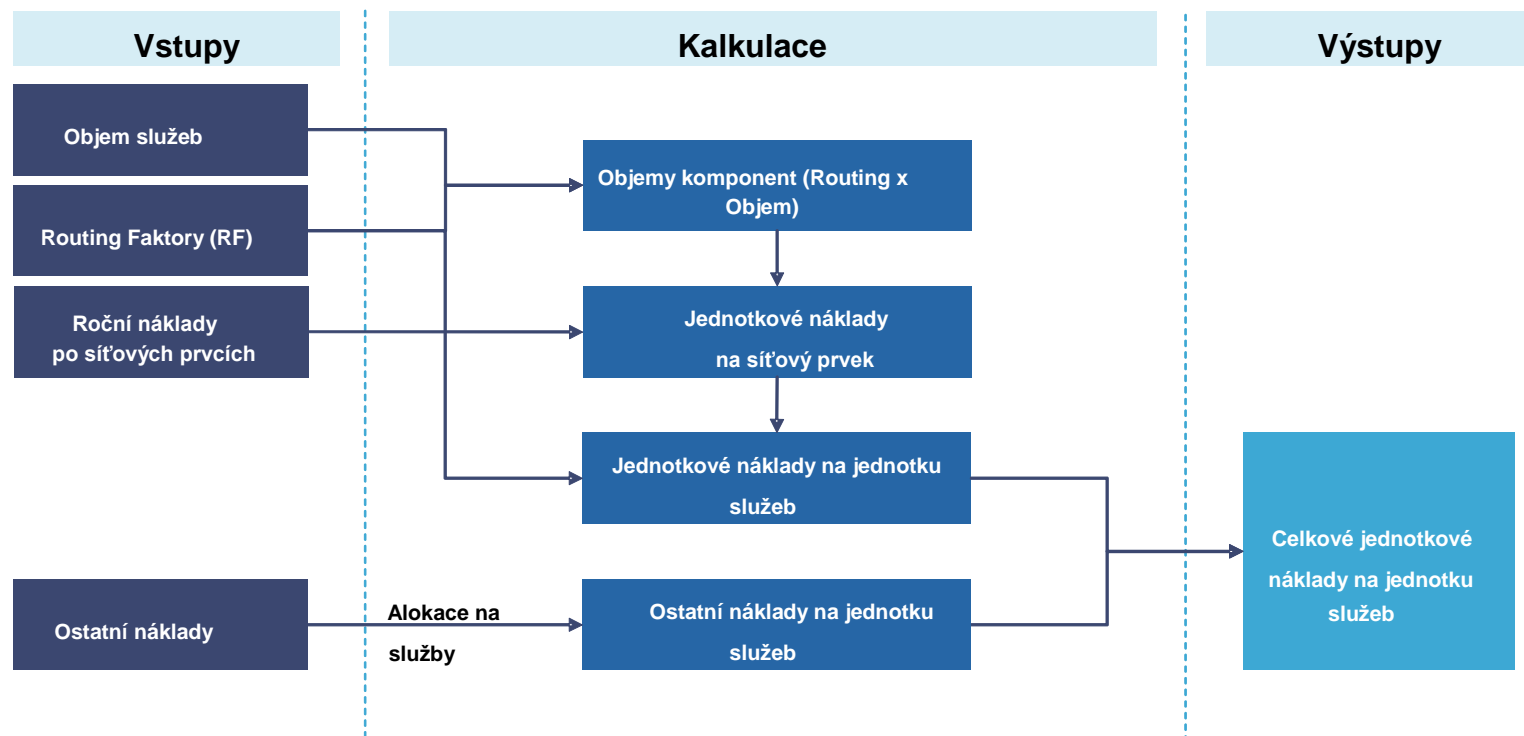 Vstupy
Kalkulace
Výstupy
Objem služeb
Routing Faktory (RF)
Roční náklady
po síťových prvcích
Ostatní náklady
Alokace na
služby
Objemy komponent (Routing x
Objem)
Jednotkové náklady
na síťový prvek
Jednotkové náklady na jednotku
služeb
Ostatní náklady na jednotku
služeb
Celkové jednotkové
náklady na jednotku
služeb